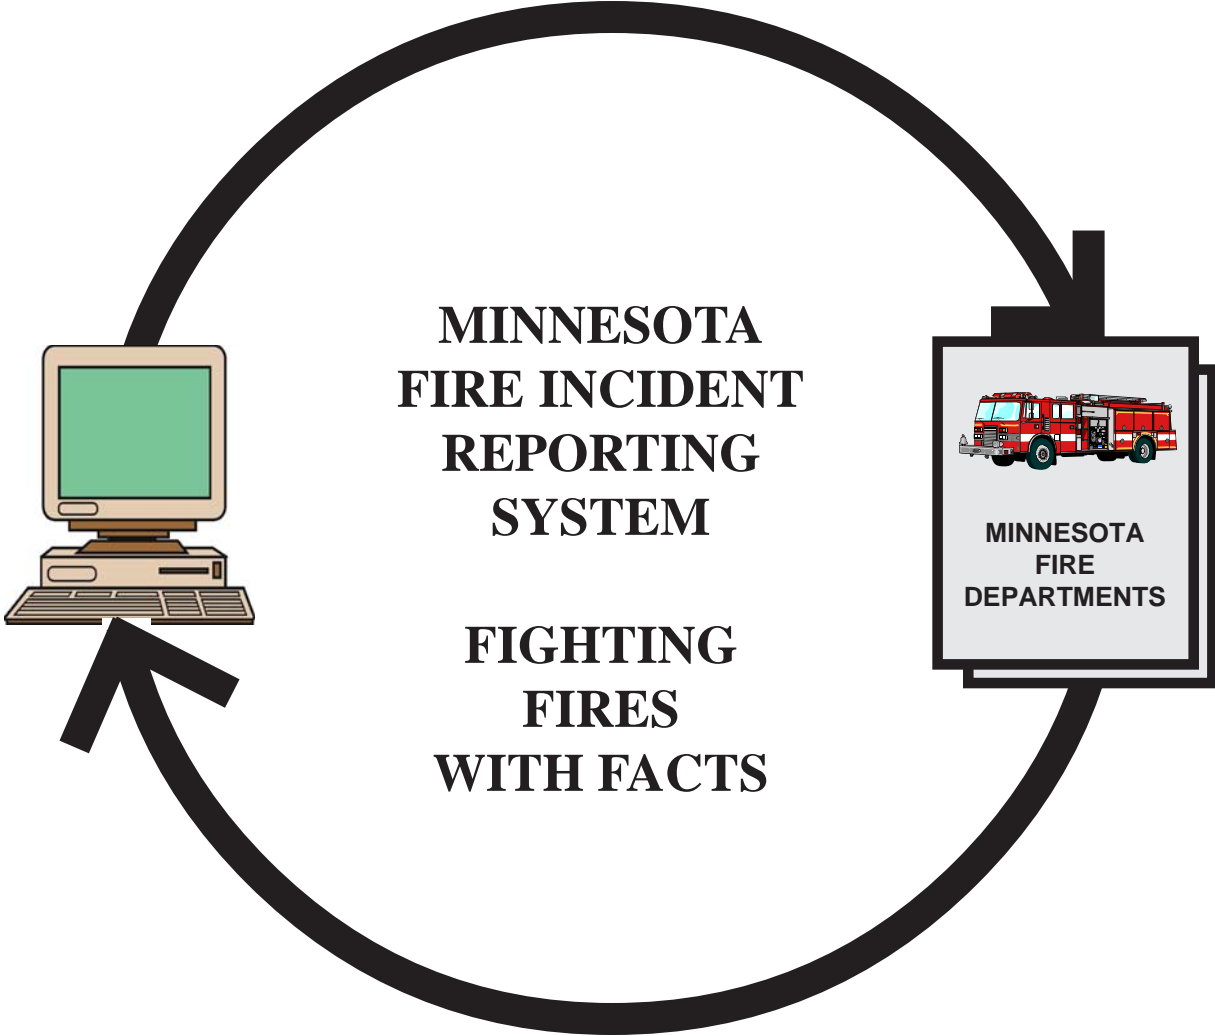 MINNESOTA
FIRE INCIDENT
REPORTING
SYSTEM
FIGHTING
FIRES
WITH FACTS
MINNESOTA
FIRE
DEPARTMENTS